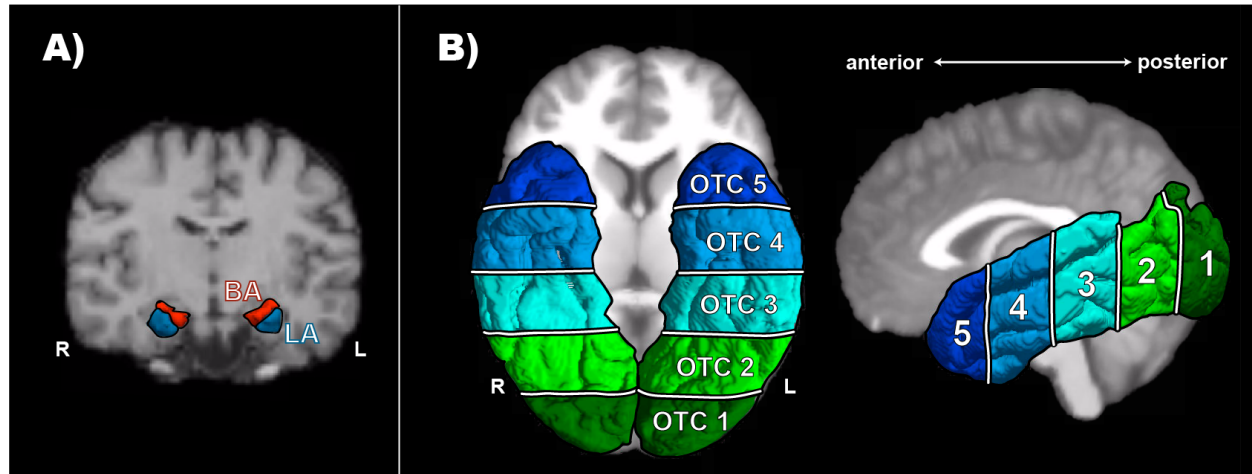 A)
BA
LA
R
L
B)
OTC 5
OTC 4
OTC 3
OTC 2
OTC 1
R
L
anterior
posterior
1
2
3
4
5